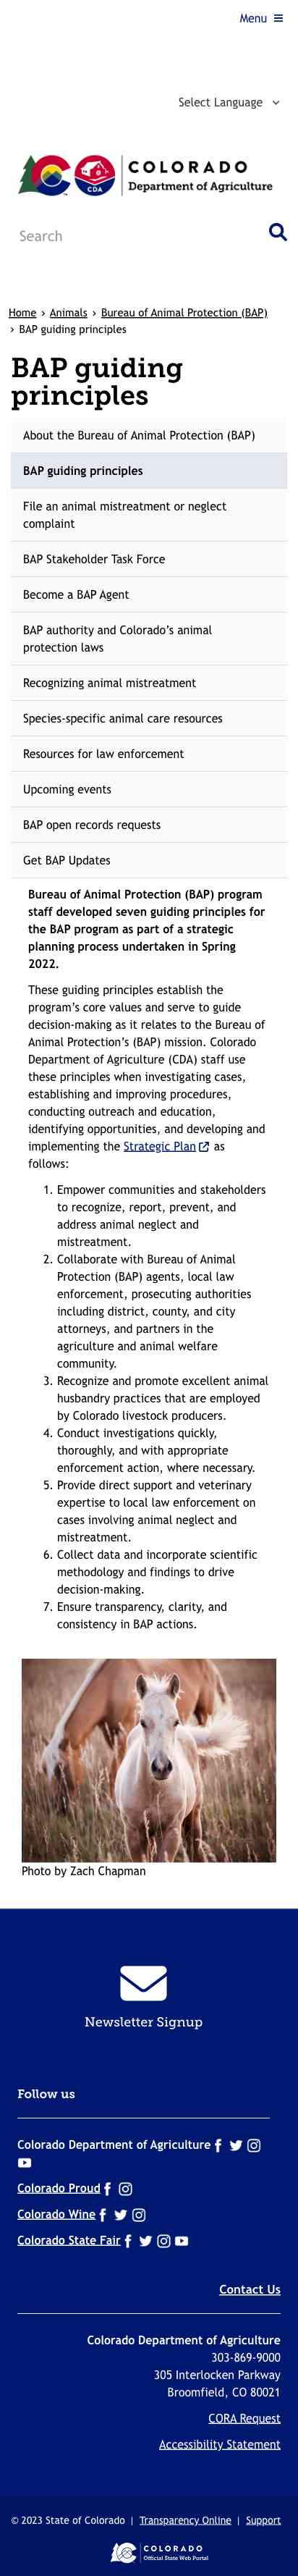 Menu
Select Language
COLORADO
Department of Agriculture
CDA
Search
Home › Animals › Bureau of Animal Protection (BAP)
› BAP guiding principles
BAP guiding
principles
About the Bureau of Animal Protection (BAP)
BAP guiding principles
File an animal mistreatment or neglect
complaint
BAP Stakeholder Task Force
Become a BAP Agent
BAP authority and Colorado’s animal
protection laws
Recognizing animal mistreatment
Species-specific animal care resources
Resources for law enforcement
Upcoming events
BAP open records requests
Get BAP Updates
Bureau of Animal Protection (BAP) program
staff developed seven guiding principles for
the BAP program as part of a strategic
planning process undertaken in Spring
2022.
These guiding principles establish the
program’s core values and serve to guide
decision-making as it relates to the Bureau of
Animal Protection’s (BAP) mission. Colorado
Department of Agriculture (CDA) staff use
these principles when investigating cases,
establishing and improving procedures,
conducting outreach and education,
identifying opportunities, and developing and
implementing the Strategic Plan as
follows:
1. Empower communities and stakeholders
to recognize, report, prevent, and
address animal neglect and
mistreatment.
2. Collaborate with Bureau of Animal
Protection (BAP) agents, local law
enforcement, prosecuting authorities
including district, county, and city
attorneys, and partners in the
agriculture and animal welfare
community.
3. Recognize and promote excellent animal
husbandry practices that are employed
by Colorado livestock producers.
4. Conduct investigations quickly,
thoroughly, and with appropriate
enforcement action, where necessary.
5. Provide direct support and veterinary
expertise to local law enforcement on
cases involving animal neglect and
mistreatment.
6. Collect data and incorporate scientific
methodology and findings to drive
decision-making.
7. Ensure transparency, clarity, and
consistency in BAP actions.
Photo by Zach Chapman
Newsletter Signup
Follow us
Colorado Department of Agriculture
Colorado Proud
Colorado Wine
Colorado State Fair
Contact Us
Colorado Department of Agriculture
303-869-9000
305 Interlocken Parkway
Broomfield, CO 80021
CORA Request
Accessibility Statement
© 2023 State of Colorado | Transparency Online | Support
COLORADO
Official State Web Portal